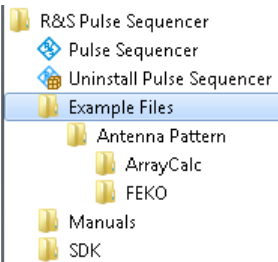 R&S Pulse Sequencer
Pulse Sequencer
Uninstall Pulse Sequencer
Example Files
Antenna Pattern
ArrayCalc
FEKO
Manuals
SDK